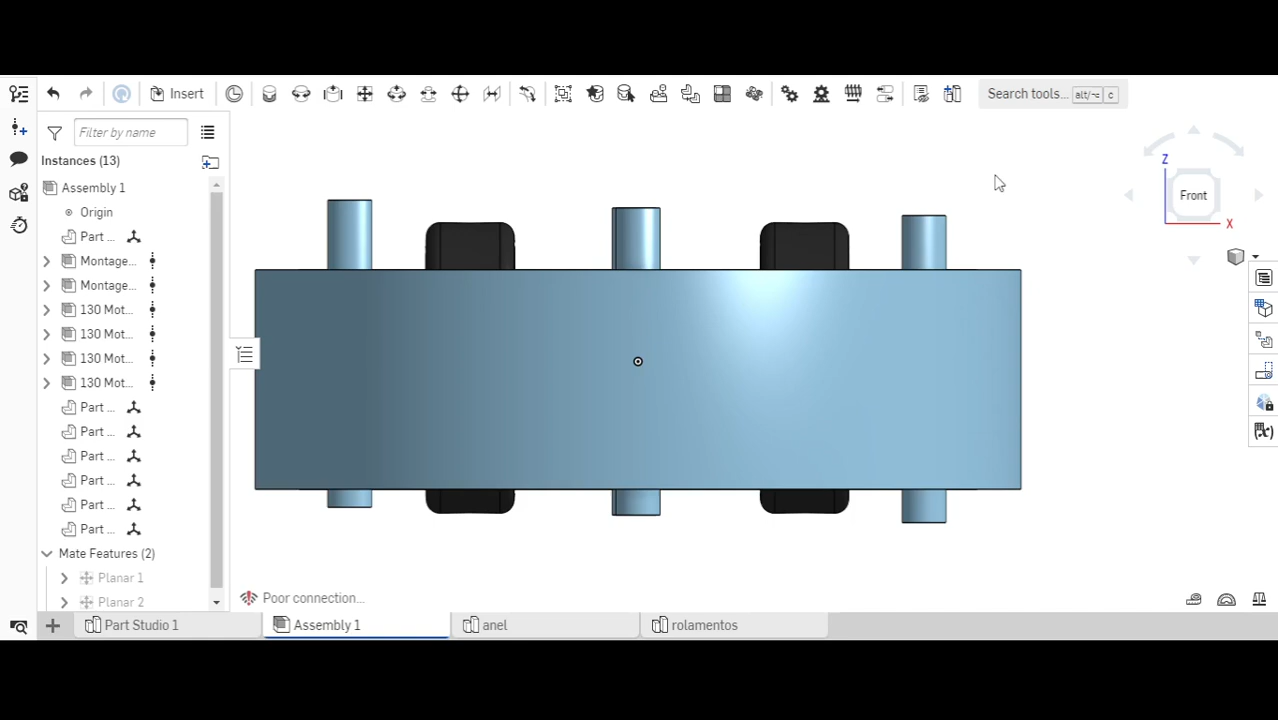 Insert
Search tools... alt/⌥ c
Filter by name
Instances (13)
Assembly 1
Origin
Part ...
Montage...
Montage...
130 Mot...
130 Mot...
130 Mot...
130 Mot...
Part ...
Part ...
Part ...
Part ...
Part ...
Part ...
Mate Features (2)
Planar 1
Planar 2
Z
Front
X
Poor connection...
Part Studio 1
Assembly 1
anel
rolamentos